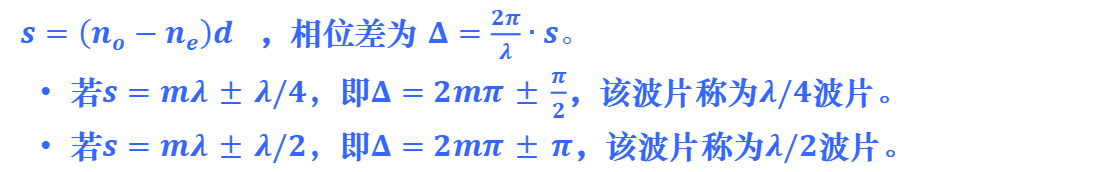 s = (nₒ − nₑ)d ，相位差为 Δ = 2π/λ · s。
• 若s = mλ ± λ/4，即Δ = 2mπ ± π/2，该波片称为λ/4波片。
• 若s = mλ ± λ/2，即Δ = 2mπ ± π，该波片称为λ/2波片。